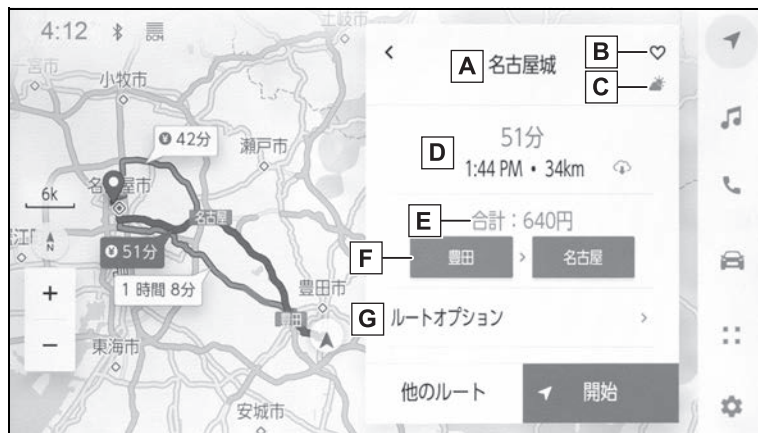 4:12
土岐市
一宮市
小牧市
¥ 42分
瀬戸市
6k
名古屋市
名古屋
N
¥ 51分
1 時間 8分
豊田市
豊田
+
−
東海市
安城市
A 名古屋城
B
C
D
51分
1:44 PM • 34km
E 合計：640円
F 豊田 > 名古屋
G ルートオプション
他のルート
開始